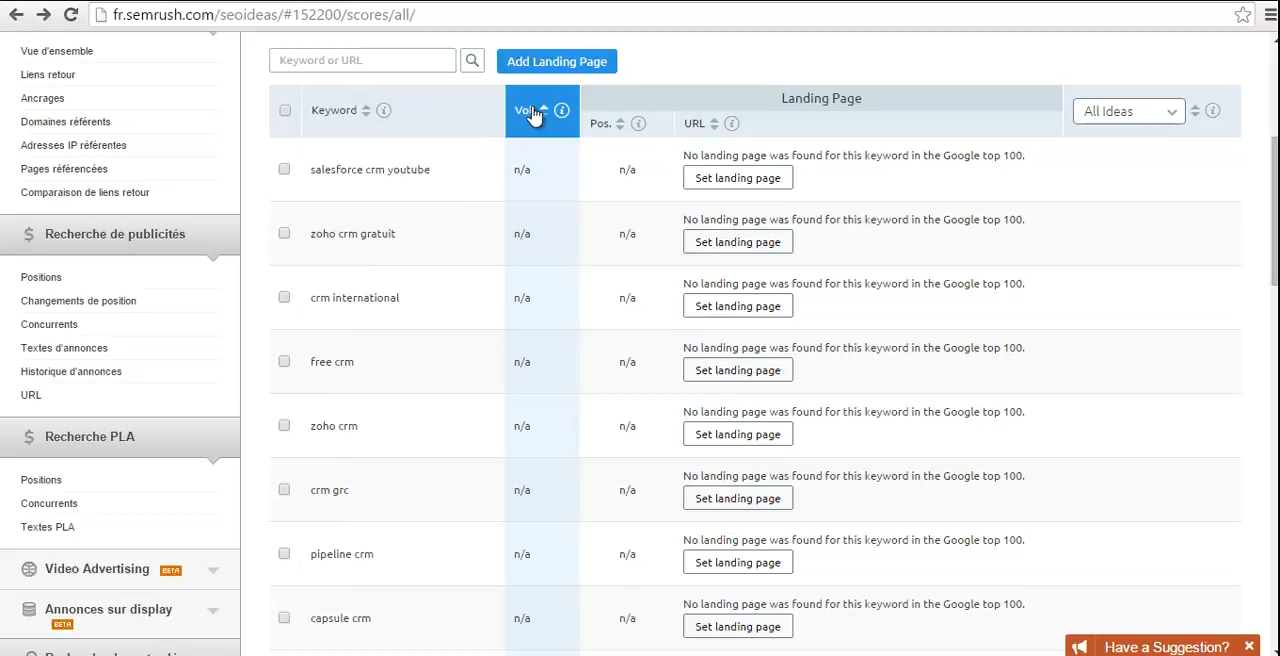 fr.semrush.com/seoideas/#152200/scores/all/
Vue d'ensemble
Liens retour
Ancrages
Domaines référents
Adresses IP référentes
Pages référencées
Comparaison de liens retour
$ Recherche de publicités
Positions
Changements de position
Concurrents
Textes d'annonces
Historique d'annonces
URL
$ Recherche PLA
Positions
Concurrents
Textes PLA
Video Advertising BETA
Annonces sur display
BETA
Keyword or URL
Add Landing Page
Keyword
Landing Page
Pos.
URL
All Ideas
salesforce crm youtube
n/a
n/a
No landing page was found for this keyword in the Google top 100.
Set landing page
zoho crm gratuit
n/a
n/a
No landing page was found for this keyword in the Google top 100.
Set landing page
crm international
n/a
n/a
No landing page was found for this keyword in the Google top 100.
Set landing page
free crm
n/a
n/a
No landing page was found for this keyword in the Google top 100.
Set landing page
zoho crm
n/a
n/a
No landing page was found for this keyword in the Google top 100.
Set landing page
crm grc
n/a
n/a
No landing page was found for this keyword in the Google top 100.
Set landing page
pipeline crm
n/a
n/a
No landing page was found for this keyword in the Google top 100.
Set landing page
capsule crm
n/a
n/a
No landing page was found for this keyword in the Google top 100.
Set landing page
Have a Suggestion?